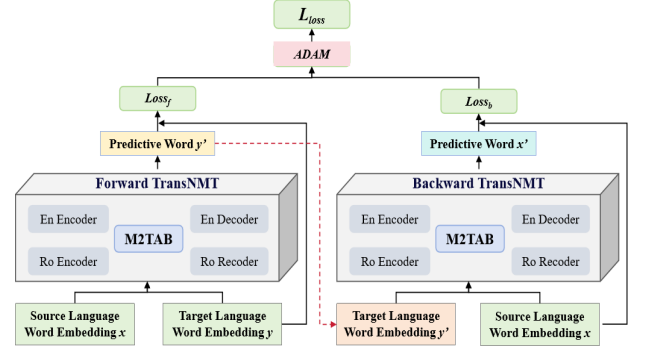 L_loss
ADAM
Loss_f
Loss_b
Predictive Word y’
Predictive Word x’
Forward TransNMT
Backward TransNMT
En Encoder
En Decoder
M2TAB
Ro Encoder
Ro Recoder
En Encoder
En Decoder
M2TAB
Ro Encoder
Ro Recoder
Source Language
Word Embedding x
Target Language
Word Embedding y
Target Language
Word Embedding y’
Source Language
Word Embedding x